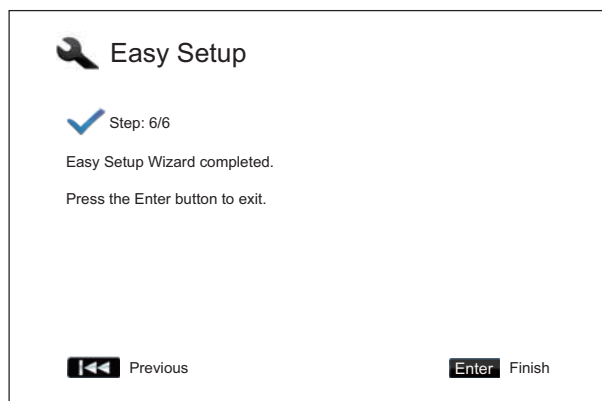 Easy Setup
Step: 6/6
Easy Setup Wizard completed.
Press the Enter button to exit.
Previous
Enter Finish